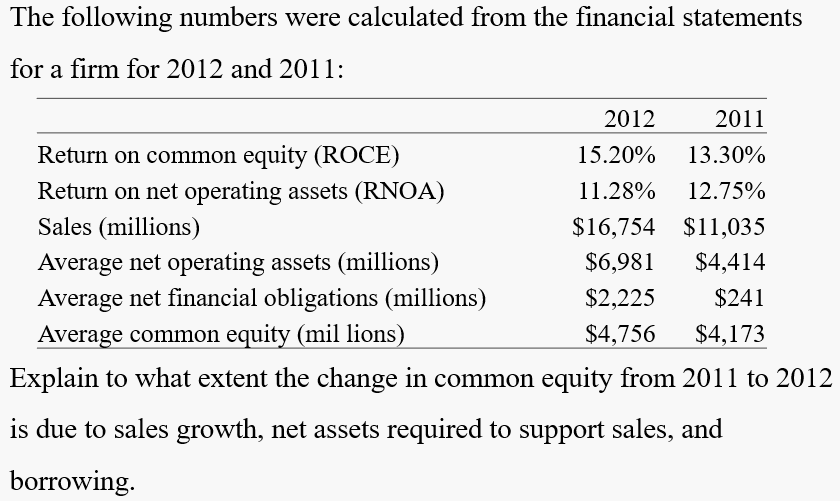 The following numbers were calculated from the financial statements
for a firm for 2012 and 2011:
2012 2011
Return on common equity (ROCE) 15.20% 13.30%
Return on net operating assets (RNOA) 11.28% 12.75%
Sales (millions) $16,754 $11,035
Average net operating assets (millions) $6,981 $4,414
Average net financial obligations (millions) $2,225 $241
Average common equity (mil lions) $4,756 $4,173
Explain to what extent the change in common equity from 2011 to 2012
is due to sales growth, net assets required to support sales, and
borrowing.